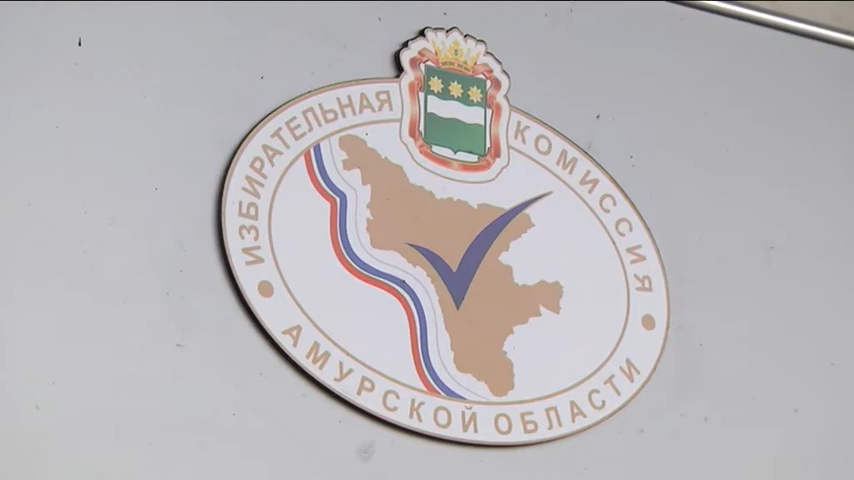 ИЗБИРАТЕЛЬНАЯ КОМИССИЯ
АМУРСКОЙ ОБЛАСТИ